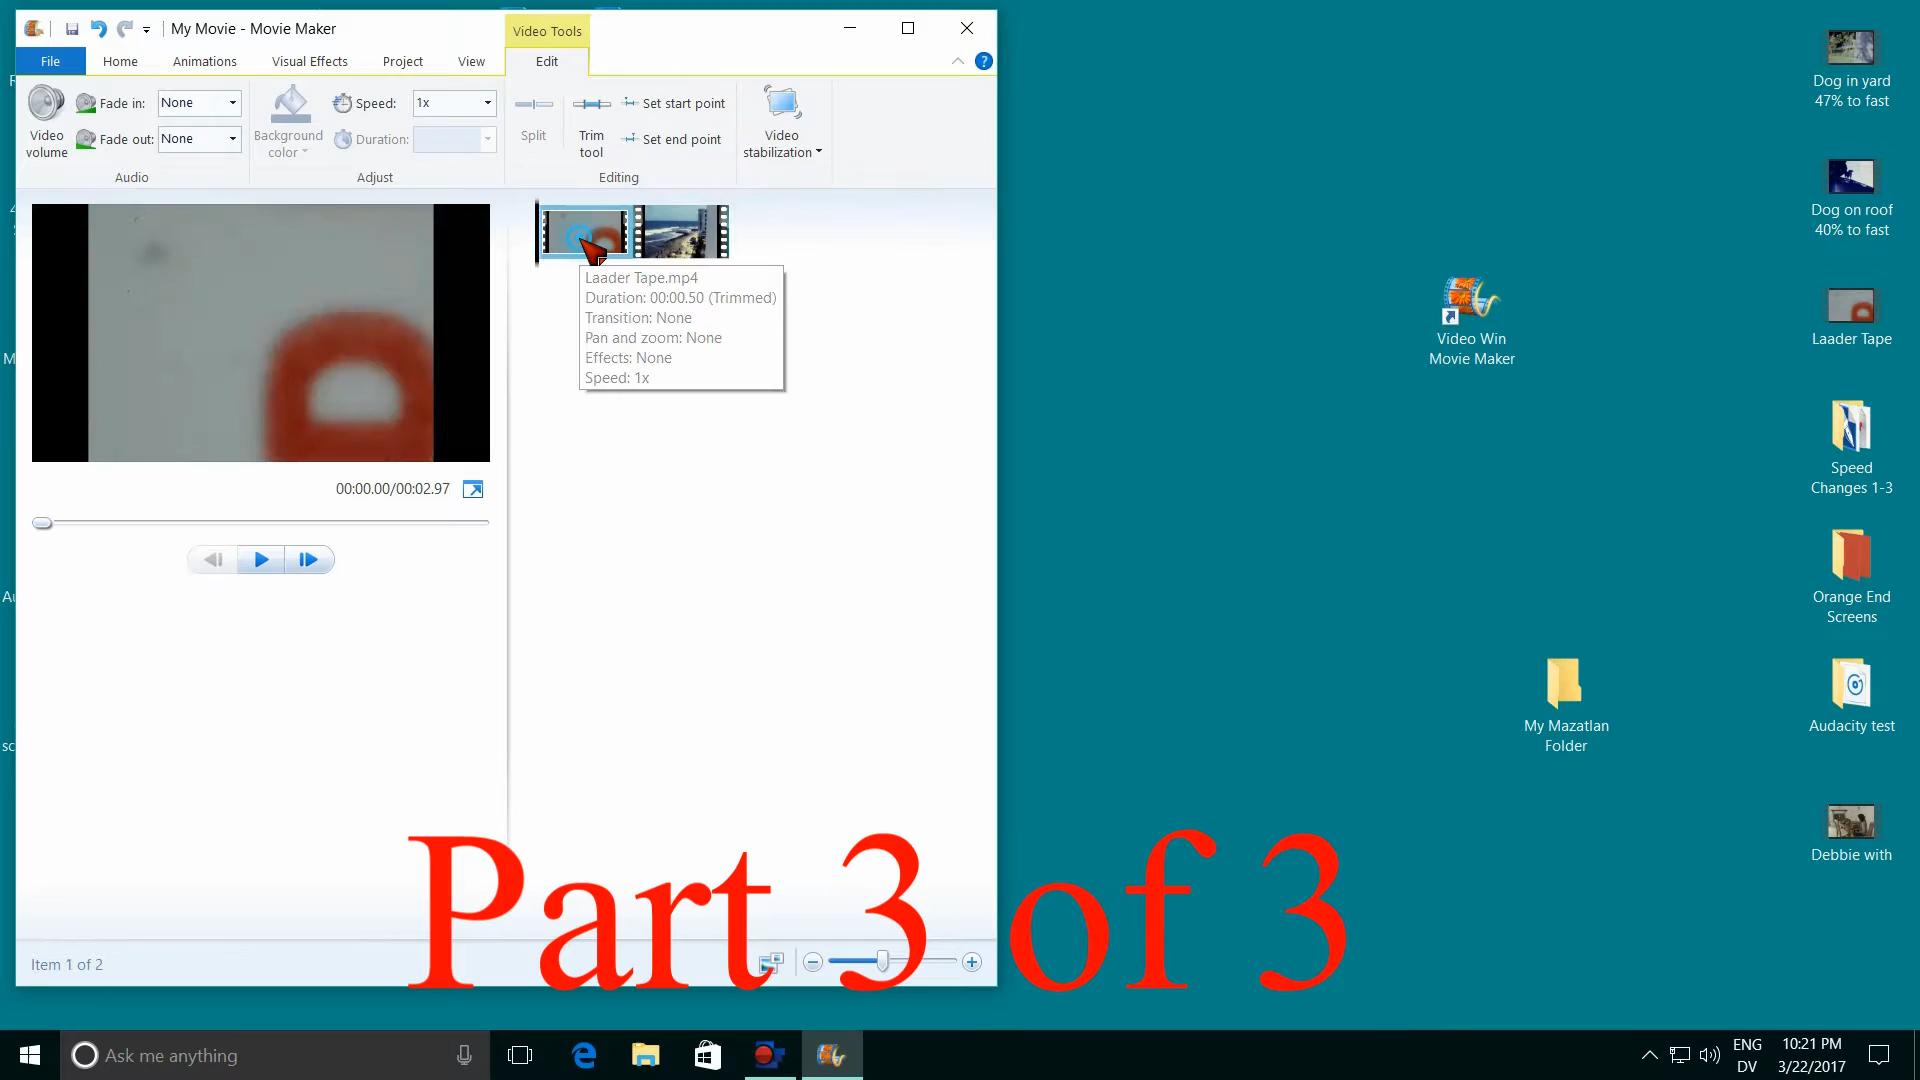 My Movie - Movie Maker
Video Tools
File
Home
Animations
Visual Effects
Project
View
Edit
Video
volume
Fade in:
None
Fade out:
None
Audio
Background
color
Speed:
1x
Duration:
Adjust
Split
Trim
tool
Set start point
Set end point
Editing
Video
stabilization
Laader Tape.mp4
Duration: 00:00.50 (Trimmed)
Transition: None
Pan and zoom: None
Effects: None
Speed: 1x
00:00.00/00:02.97
Item 1 of 2
Part 3 of 3
Video Win
Movie Maker
My Mazatlan
Folder
Dog in yard
47% to fast
Dog on roof
40% to fast
Laader Tape
Speed
Changes 1-3
Orange End
Screens
Audacity test
Debbie with
Ask me anything
ENG
DV
10:21 PM
3/22/2017